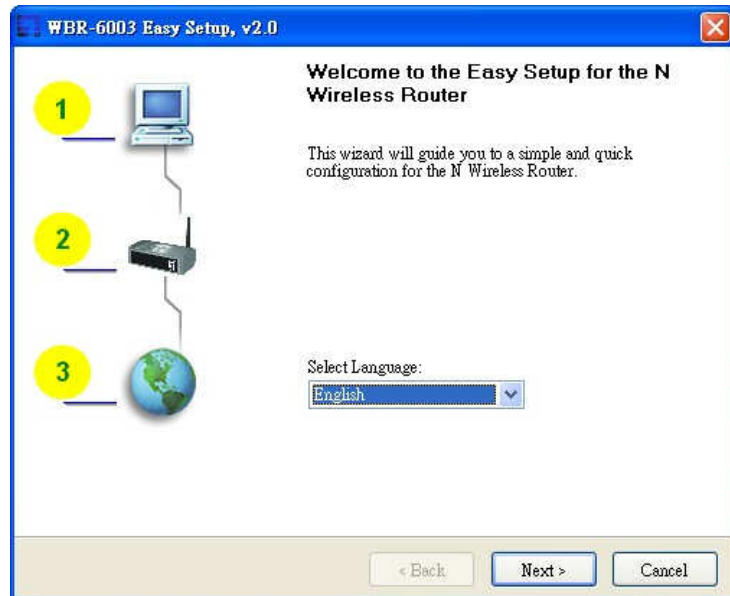 WBR-6003 Easy Setup, v2.0
Welcome to the Easy Setup for the N
Wireless Router
This wizard will guide you to a simple and quick
configuration for the N Wireless Router.
1
2
3
Select Language:
English
< Back
Next >
Cancel